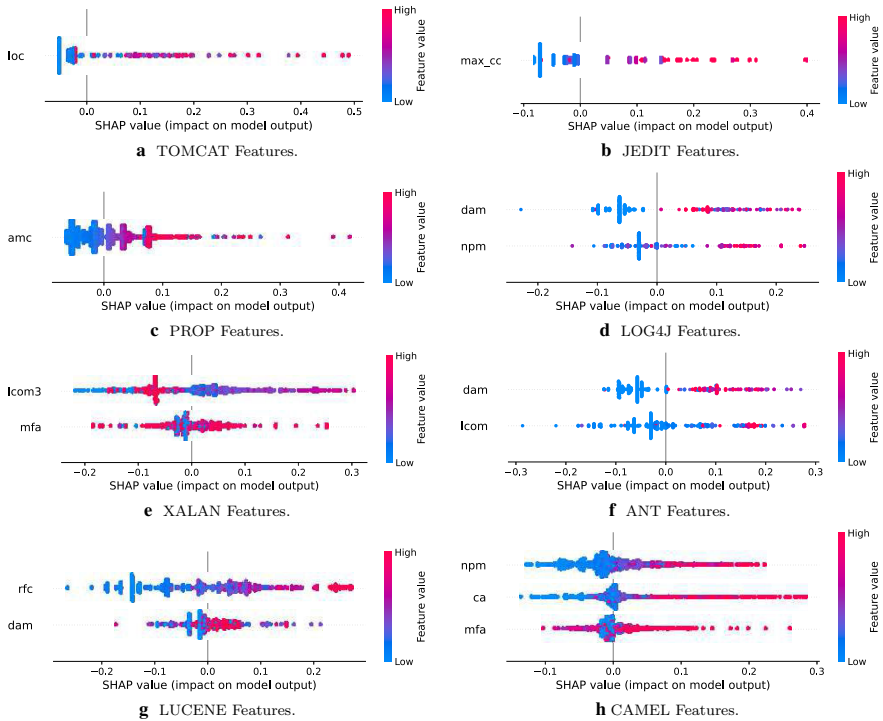 High
loc
Feature value
Low
0.0 0.1 0.2 0.3 0.4 0.5
SHAP value (impact on model output)
a TOMCAT Features.
High
max_cc
Feature value
Low
−0.1 0.0 0.1 0.2 0.3 0.4
SHAP value (impact on model output)
b JEDIT Features.
High
amc
Feature value
Low
0.0 0.1 0.2 0.3 0.4
SHAP value (impact on model output)
c PROP Features.
High
dam
npm
Feature value
Low
−0.2 −0.1 0.0 0.1 0.2
SHAP value (impact on model output)
d LOG4J Features.
High
lcom3
mfa
Feature value
Low
−0.2 −0.1 0.0 0.1 0.2 0.3
SHAP value (impact on model output)
e XALAN Features.
High
dam
lcom
Feature value
Low
−0.3 −0.2 −0.1 0.0 0.1 0.2 0.3
SHAP value (impact on model output)
f ANT Features.
High
rfc
dam
Feature value
Low
−0.2 −0.1 0.0 0.1 0.2
SHAP value (impact on model output)
g LUCENE Features.
High
npm
ca
mfa
Feature value
Low
−0.1 0.0 0.1 0.2 0.3
SHAP value (impact on model output)
h CAMEL Features.